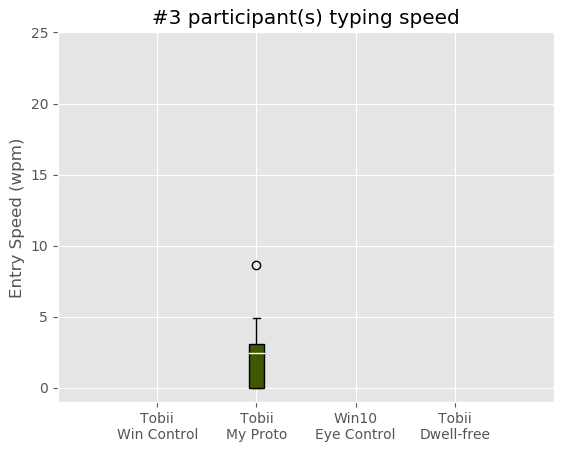 #3 participant(s) typing speed
25
20
15
10
5
0
Entry Speed (wpm)
Tobii
Win Control
Tobii
My Proto
Win10
Eye Control
Tobii
Dwell-free